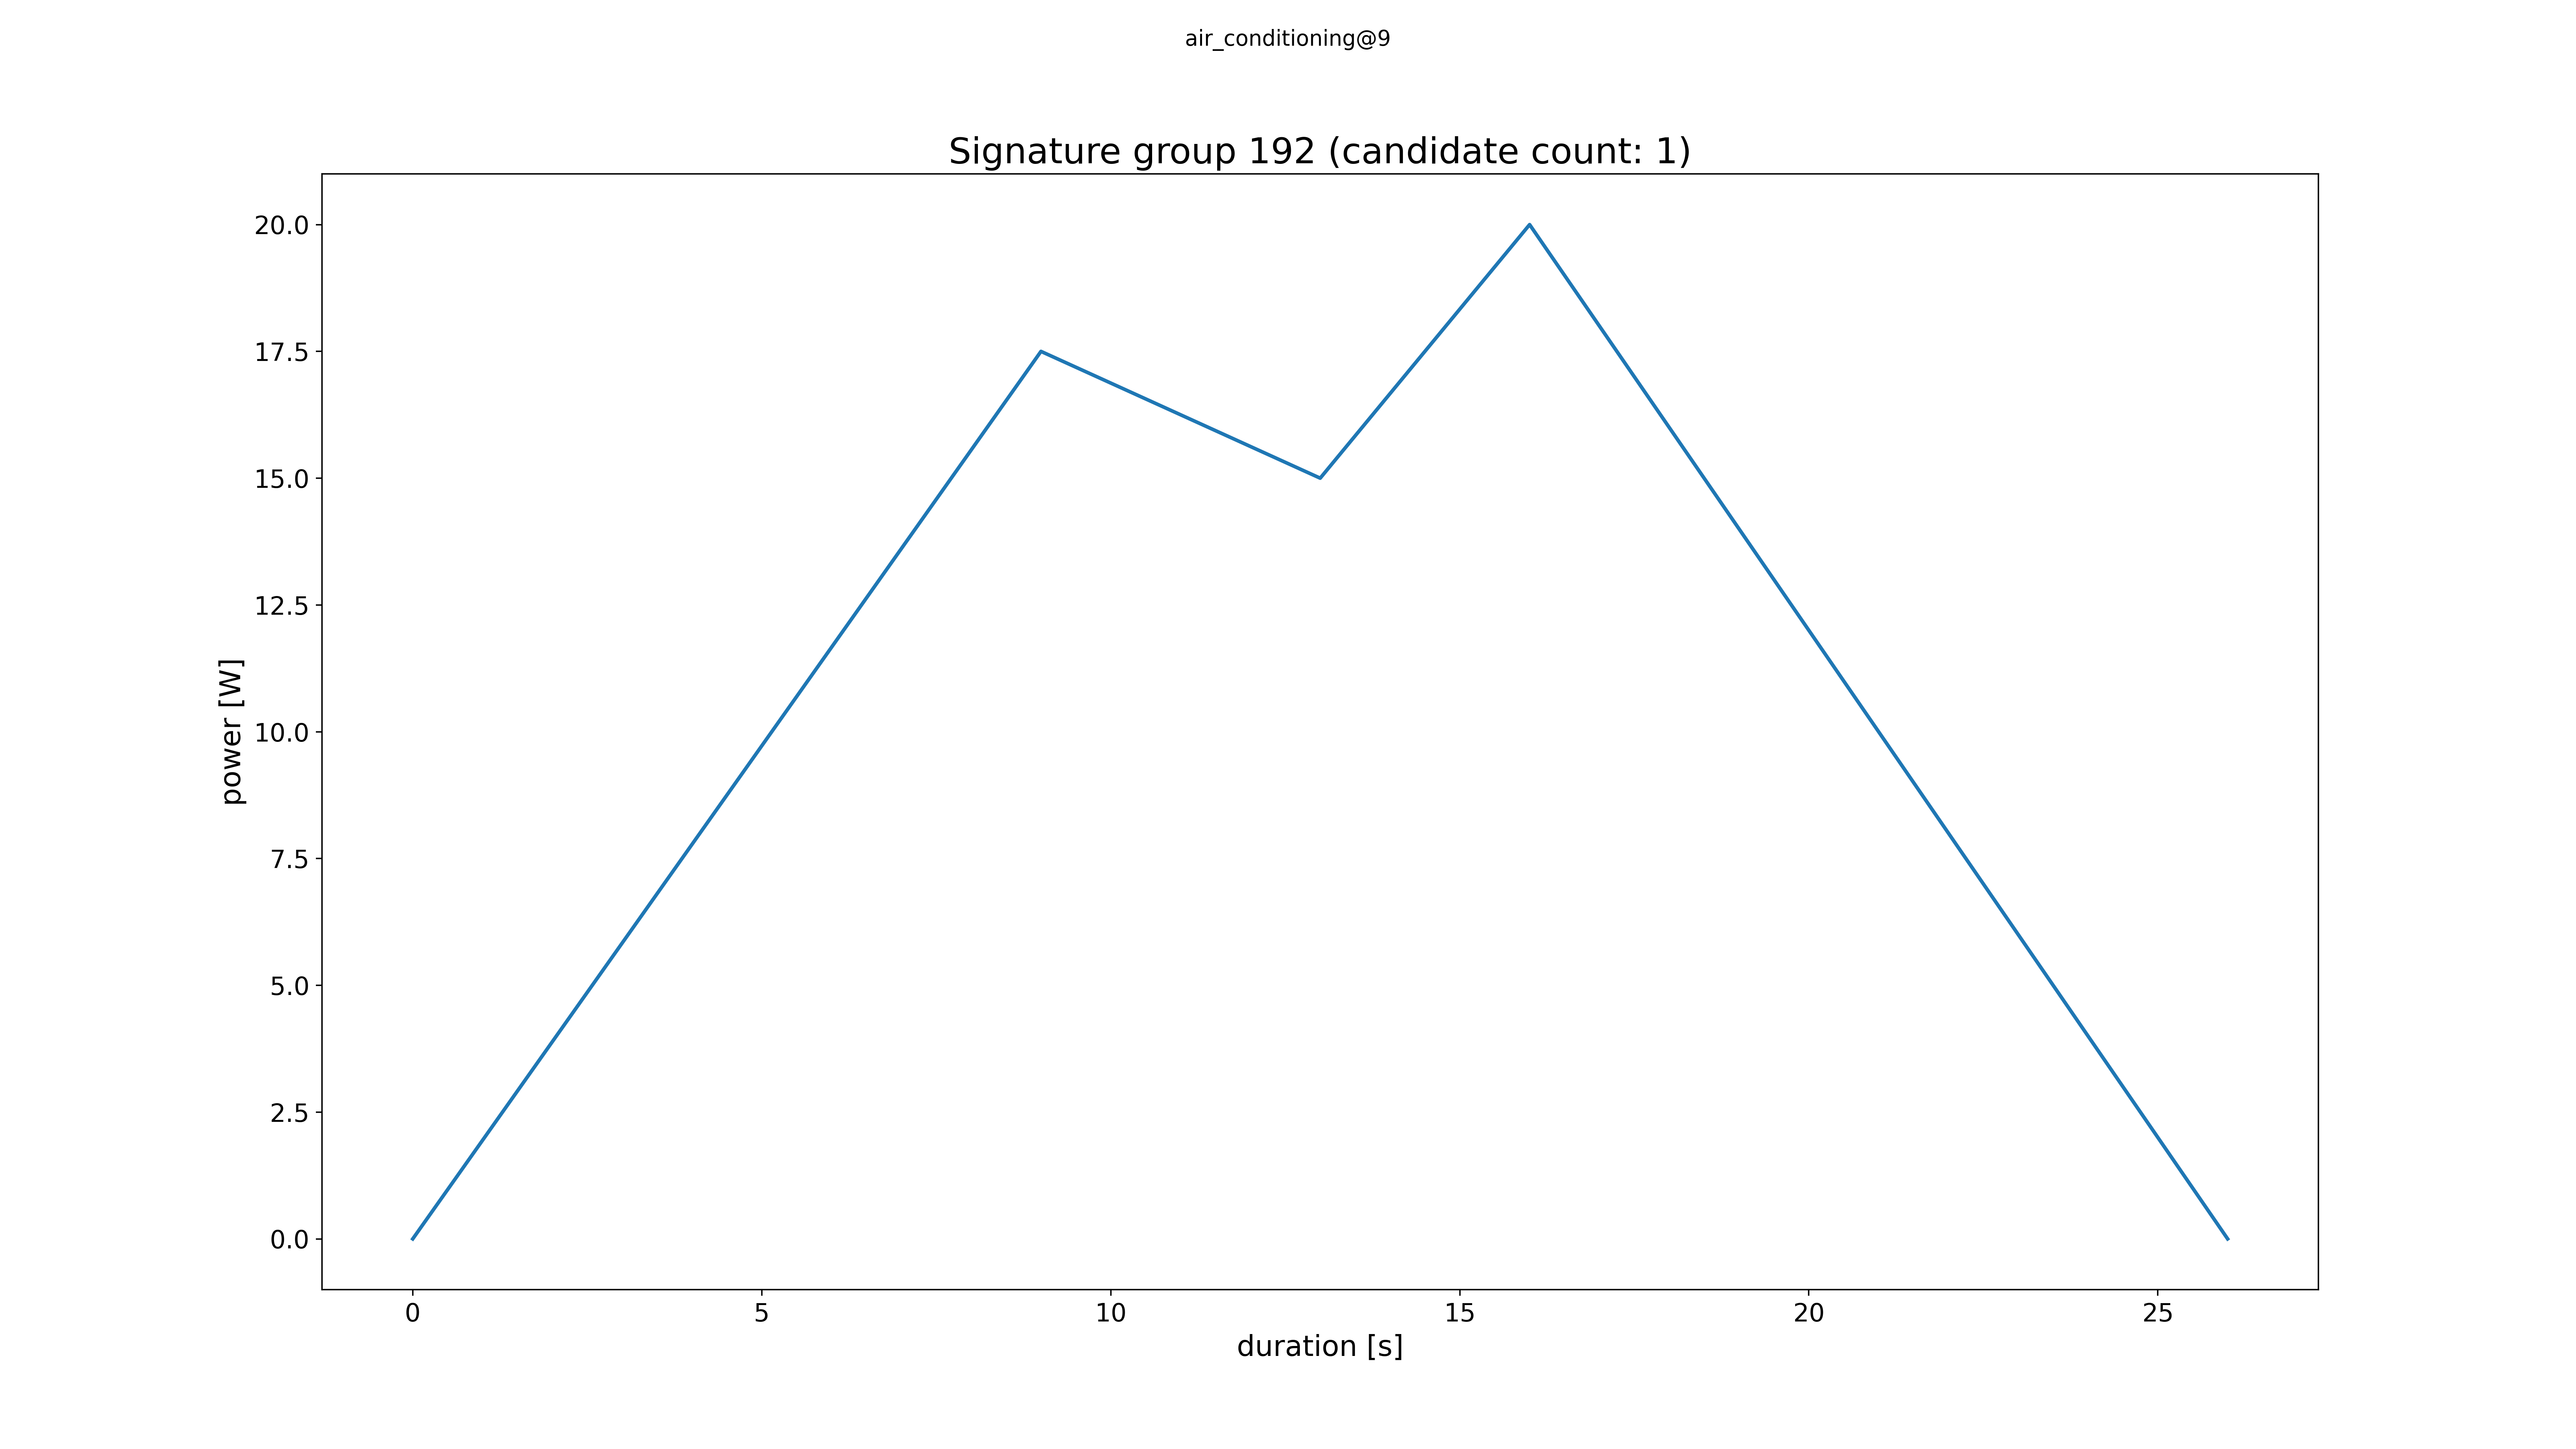 air_conditioning@9
Signature group 192 (candidate count: 1)
20.0
17.5
15.0
12.5
10.0
7.5
5.0
2.5
0.0
power [W]
0 5 10 15 20 25
duration [s]